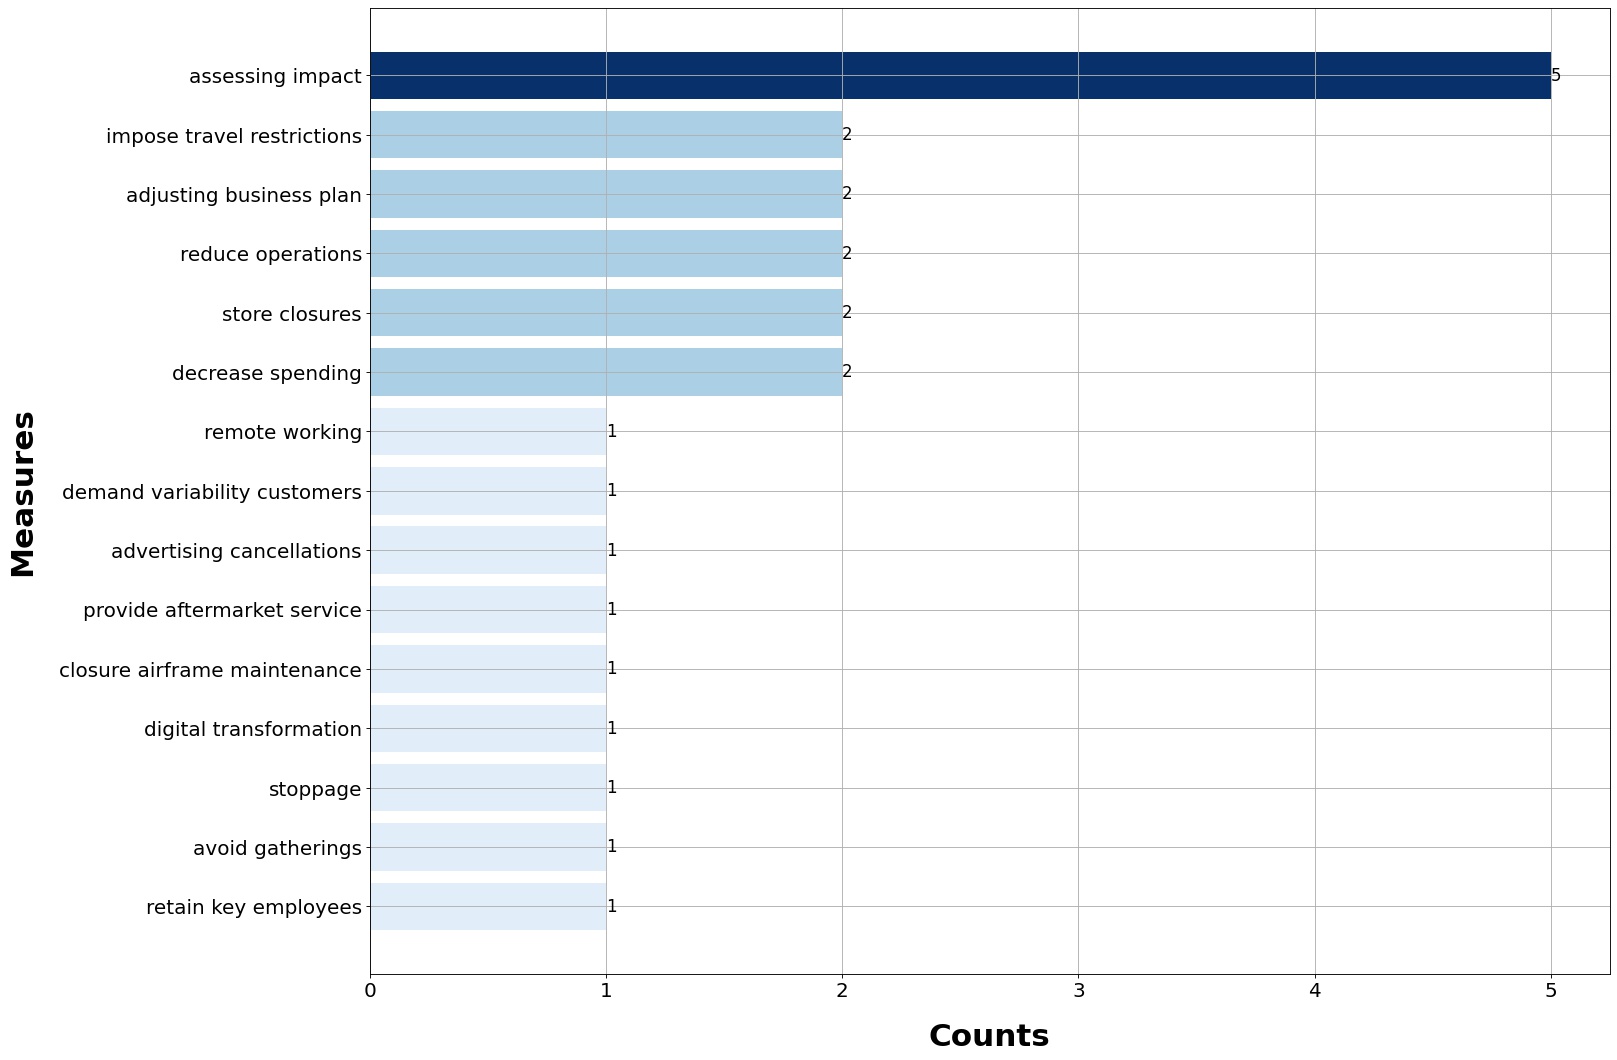 assessing impact 5
impose travel restrictions 2
adjusting business plan 2
reduce operations 2
store closures 2
decrease spending 2
remote working 1
demand variability customers 1
advertising cancellations 1
provide aftermarket service 1
closure airframe maintenance 1
digital transformation 1
stoppage 1
avoid gatherings 1
retain key employees 1
0 1 2 3 4 5
Counts
Measures